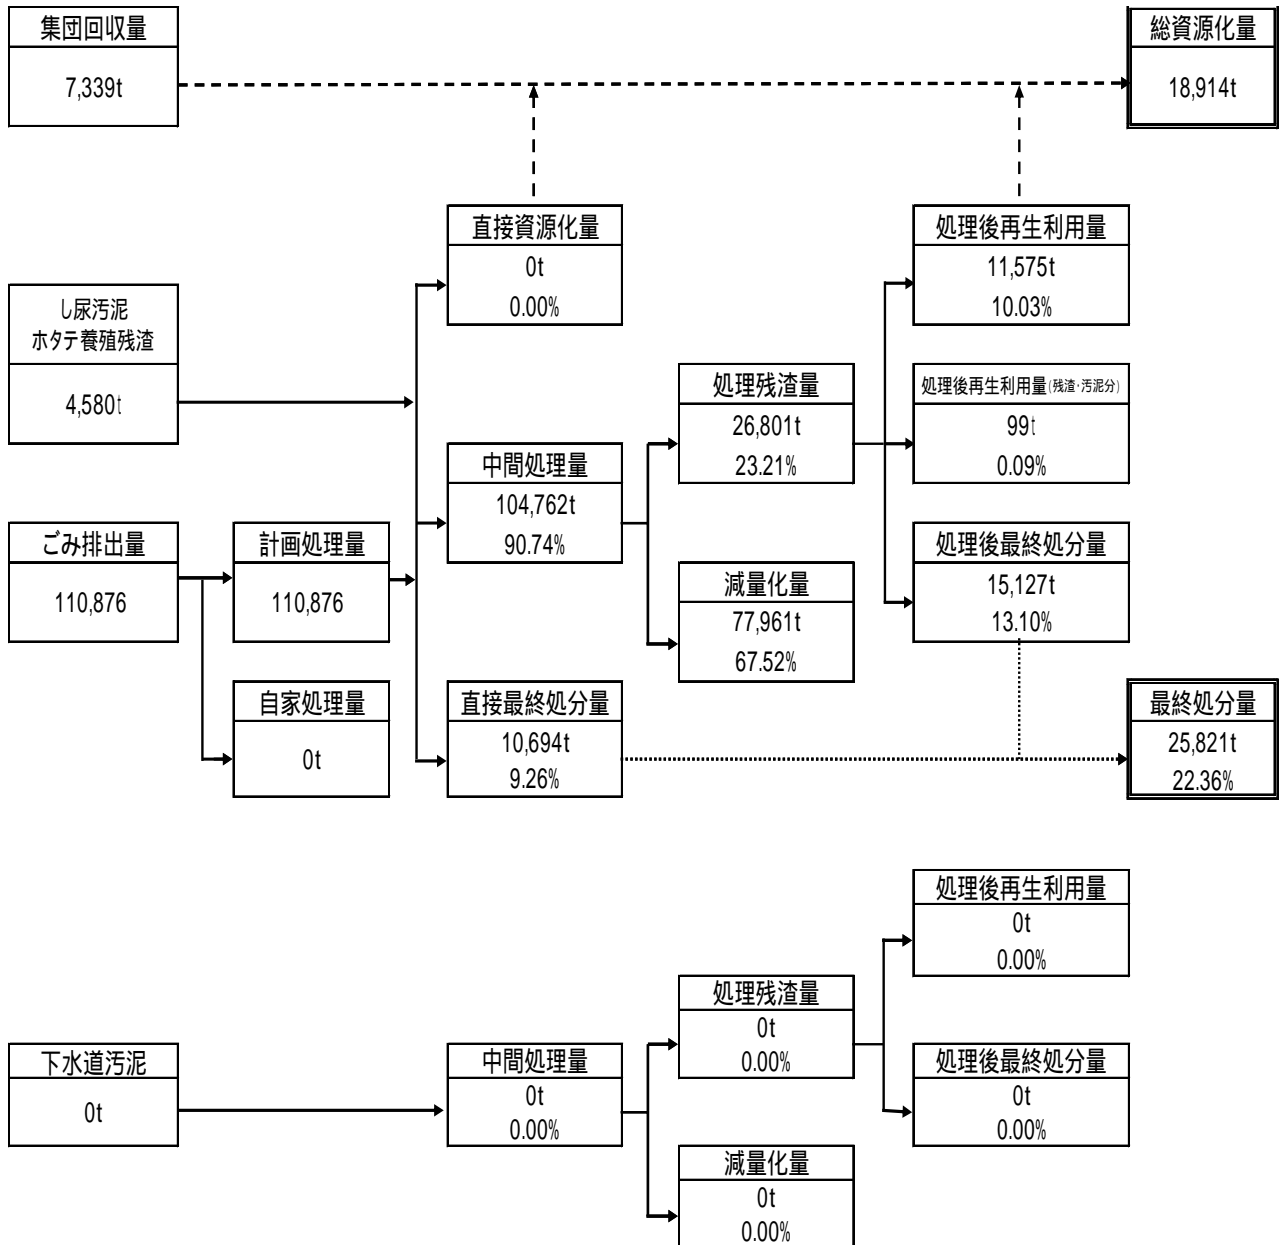 集団回収量
7,339t
総資源化量
18,914t
直接資源化量
0t
0.00%
処理後再生利用量
11,575t
10.03%
し尿汚泥
ホタテ養殖残渣
4,580t
処理残渣量
26,801t
23.21%
処理後再生利用量(残渣・汚泥分)
99t
0.09%
中間処理量
104,762t
90.74%
ごみ排出量
110,876
計画処理量
110,876
減量化量
77,961t
67.52%
処理後最終処分量
15,127t
13.10%
自家処理量
0t
直接最終処分量
10,694t
9.26%
最終処分量
25,821t
22.36%
処理後再生利用量
0t
0.00%
処理残渣量
0t
0.00%
下水道汚泥
0t
中間処理量
0t
0.00%
処理後最終処分量
0t
0.00%
減量化量
0t
0.00%